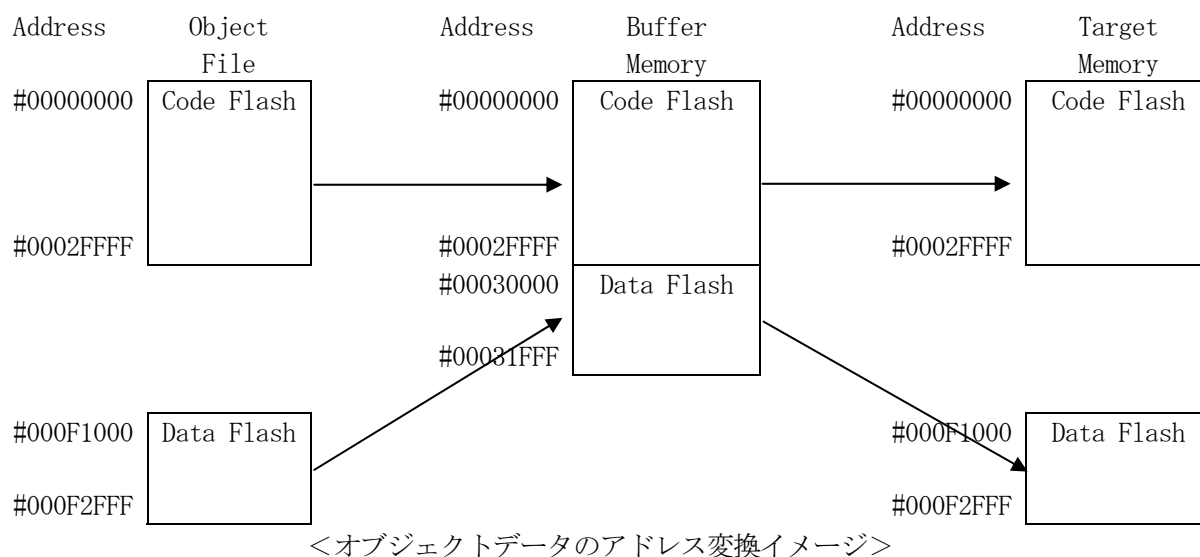 Address Object File Address Buffer Memory Address Target Memory
#00000000 Code Flash #00000000 Code Flash #00000000 Code Flash
#0002FFFF #0002FFFF #0002FFFF
#00030000 Data Flash
#00031FFF
#000F1000 Data Flash #000F1000 Data Flash
#000F2FFF #000F2FFF
＜オブジェクトデータのアドレス変換イメージ＞